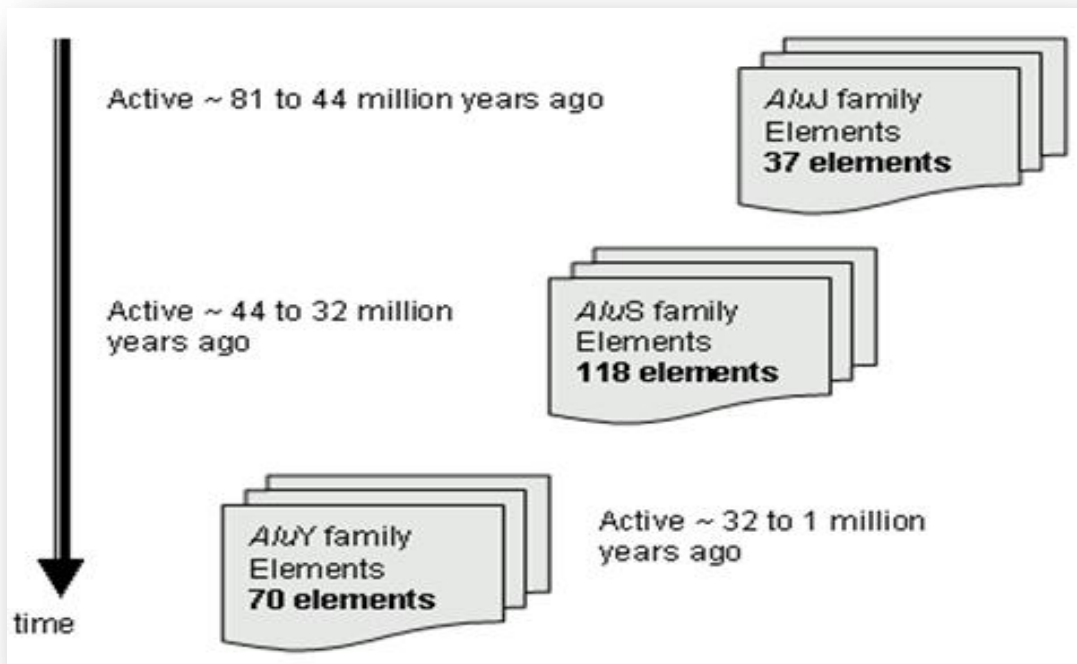 Active ~ 81 to 44 million years ago
AluJ family
Elements
37 elements
Active ~ 44 to 32 million
years ago
AluS family
Elements
118 elements
AluY family
Elements
70 elements
Active ~ 32 to 1 million
years ago
time